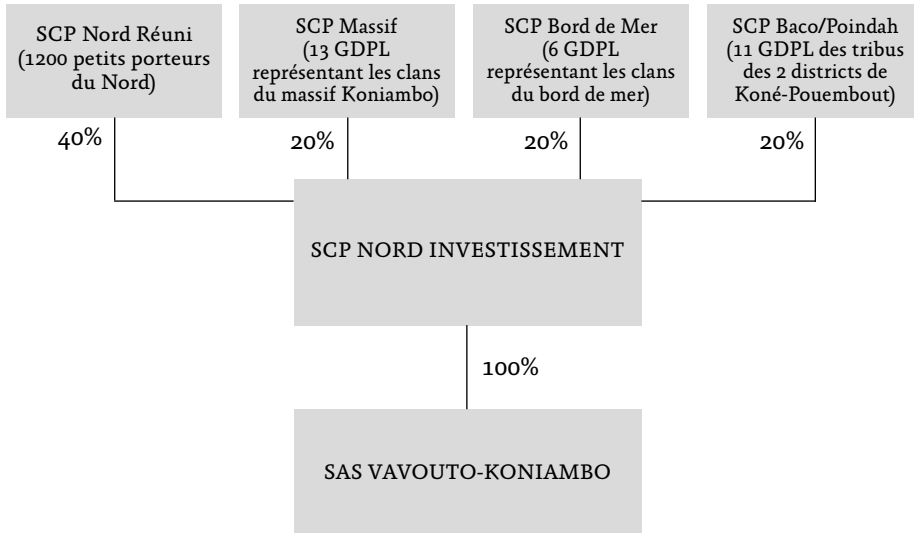 SCP Nord Réuni
(1200 petits porteurs
du Nord)
SCP Massif
(13 GDPL
représentant les clans
du massif Koniambo)
SCP Bord de Mer
(6 GDPL
représentant les clans
du bord de mer)
SCP Baco/Poindah
(11 GDPL des tribus
des 2 districts de
Koné-Pouembout)
40%
20%
20%
20%
SCP NORD INVESTISSEMENT
100%
SAS VAVOUTO-KONIAMBO